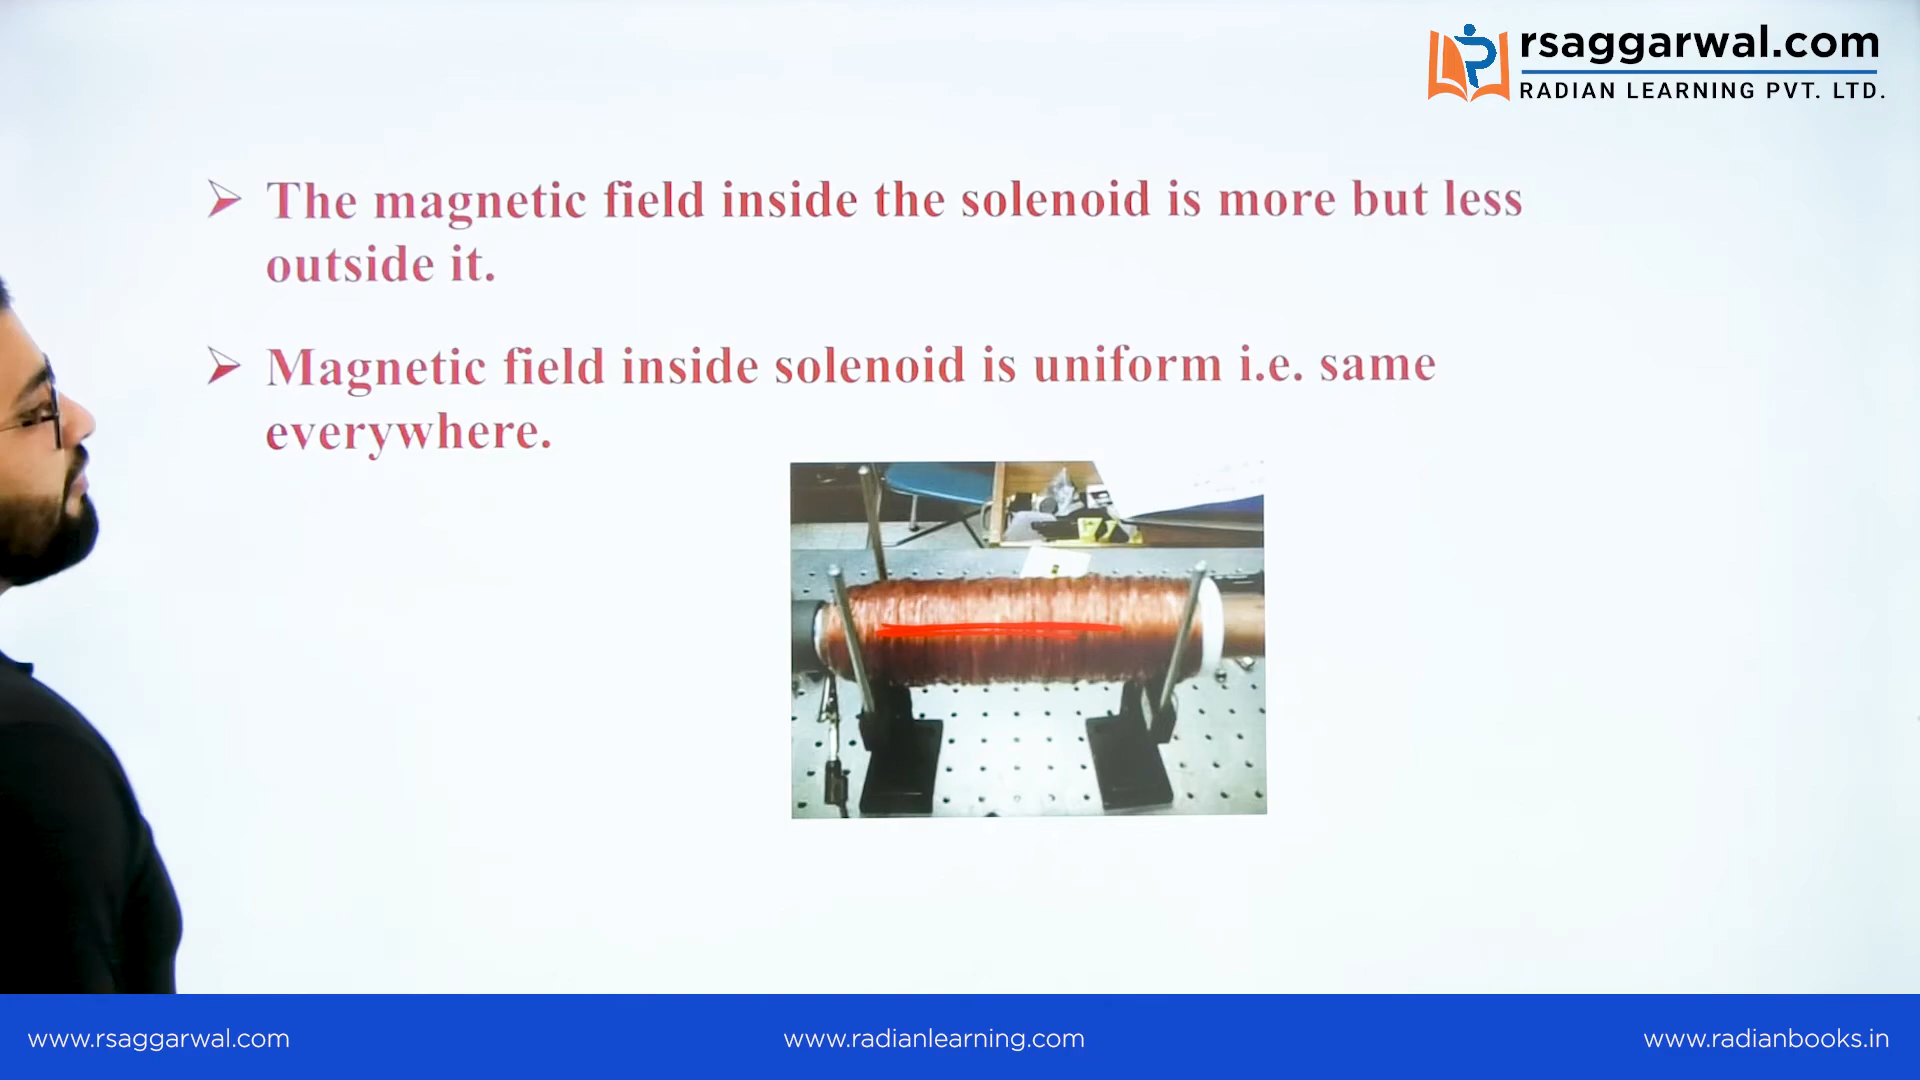 rsaggarwal.com
RADIAN LEARNING PVT. LTD.
➢ The magnetic field inside the solenoid is more but less
outside it.
➢ Magnetic field inside solenoid is uniform i.e. same
everywhere.
www.rsaggarwal.com
www.radianlearning.com
www.radianbooks.in